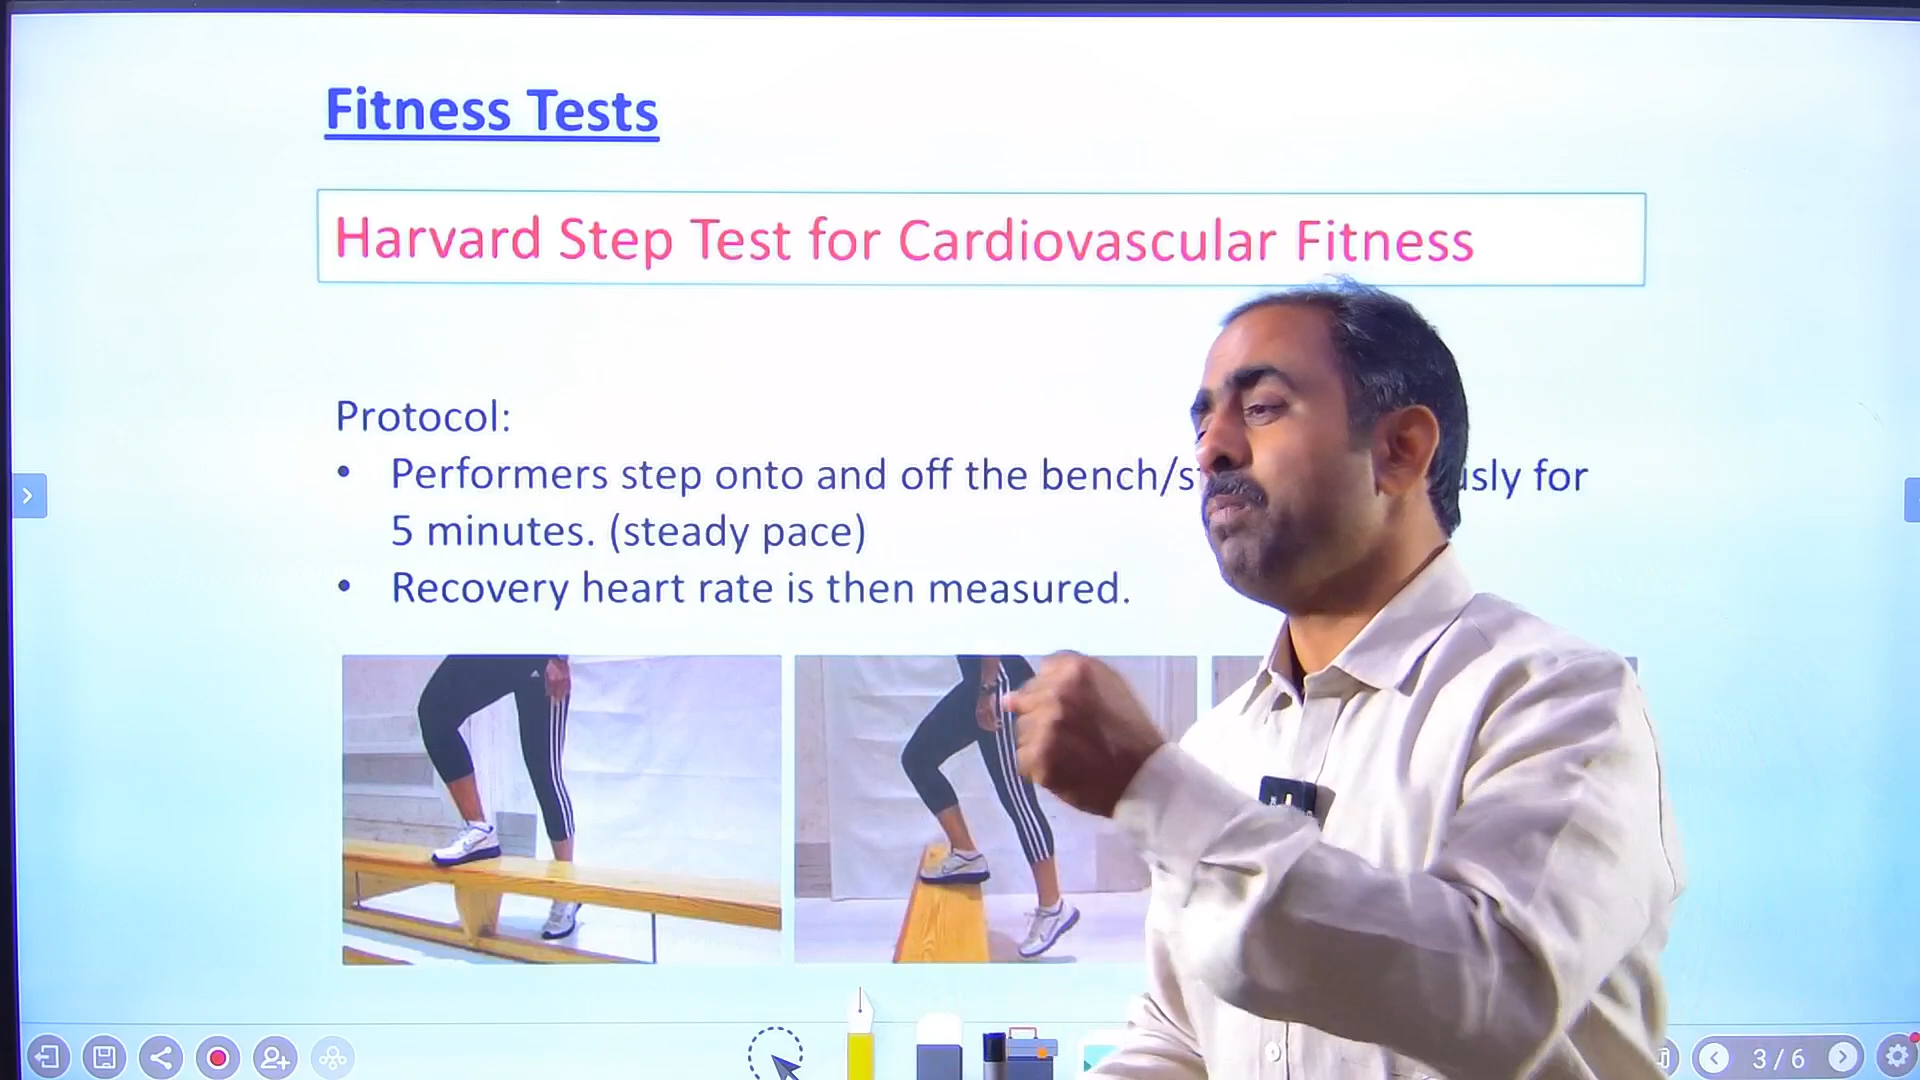 Fitness Tests
Harvard Step Test for Cardiovascular Fitness
Protocol:
• Performers step onto and off the bench/s usly for
5 minutes. (steady pace)
• Recovery heart rate is then measured.
3 / 6